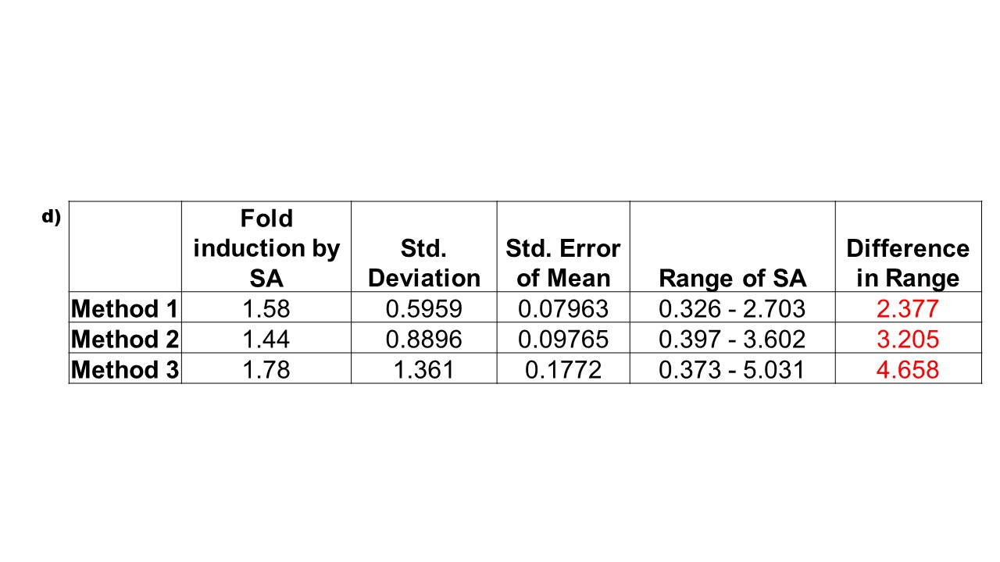 d)
Fold
induction by
SA
Std.
Deviation
Std. Error
of Mean
Range of SA
Difference
in Range
Method 1 1.58 0.5959 0.07963 0.326 - 2.703 2.377
Method 2 1.44 0.8896 0.09765 0.397 - 3.602 3.205
Method 3 1.78 1.361 0.1772 0.373 - 5.031 4.658